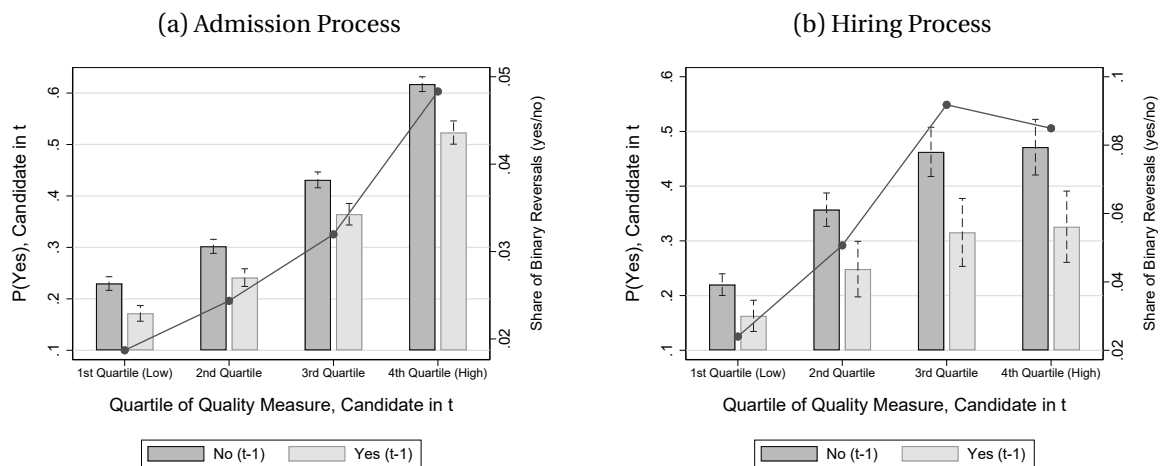 (a) Admission Process
P(Yes), Candidate in t
.6
.5
.4
.3
.2
.1
.05
.04
.03
.02
Share of Binary Reversals (yes/no)
1st Quartile (Low) 2nd Quartile 3rd Quartile 4th Quartile (High)
Quartile of Quality Measure, Candidate in t
No (t-1) Yes (t-1)
(b) Hiring Process
P(Yes), Candidate in t
.6
.5
.4
.3
.2
.1
.1
.08
.06
.04
.02
Share of Binary Reversals (yes/no)
1st Quartile (Low) 2nd Quartile 3rd Quartile 4th Quartile (High)
Quartile of Quality Measure, Candidate in t
No (t-1) Yes (t-1)